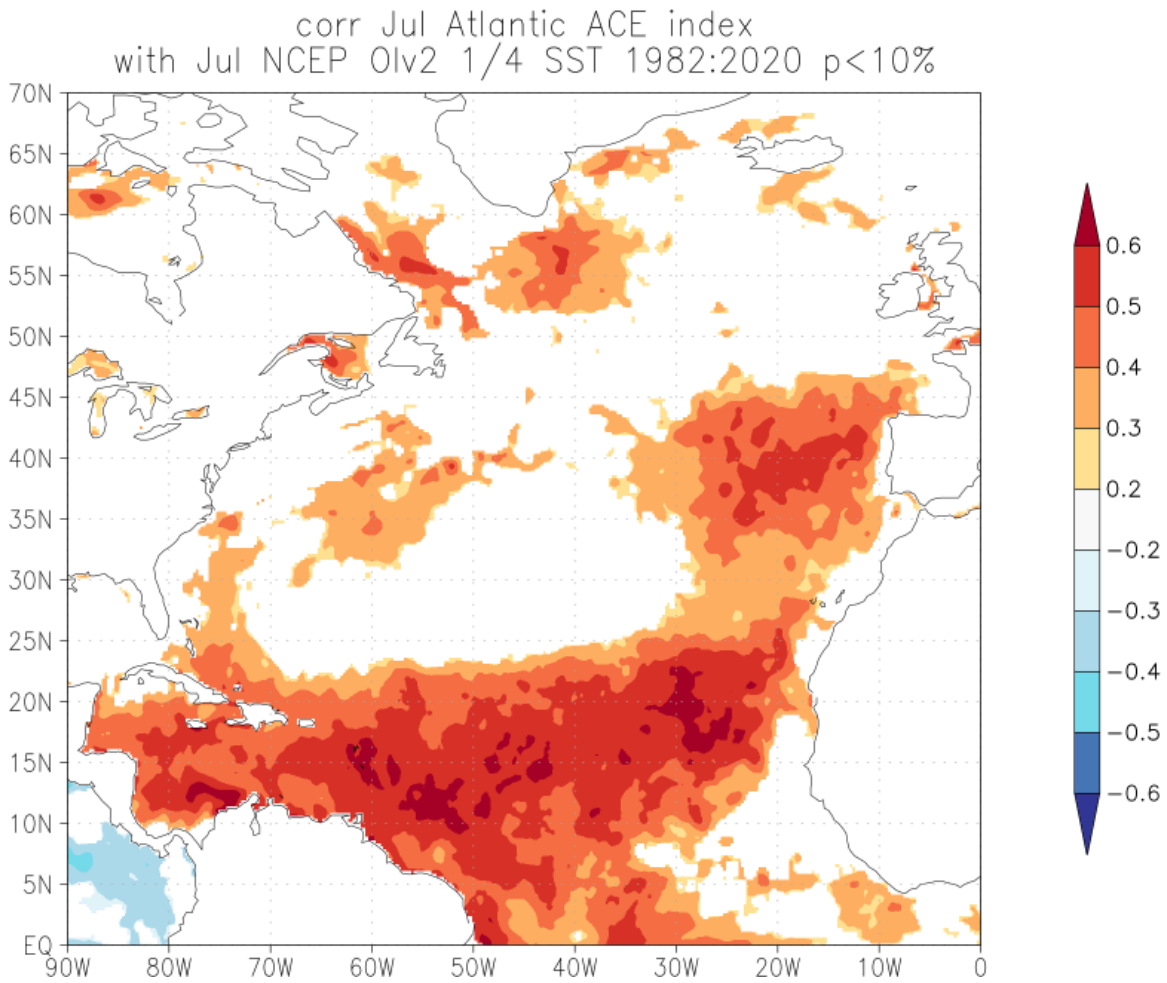 corr Jul Atlantic ACE index
with Jul NCEP OIv2 1/4 SST 1982:2020 p<10%
70N
65N
60N
55N
50N
45N
40N
35N
30N
25N
20N
15N
10N
5N
EQ
90W 80W 70W 60W 50W 40W 30W 20W 10W 0
0.6
0.5
0.4
0.3
0.2
-0.2
-0.3
-0.4
-0.5
-0.6